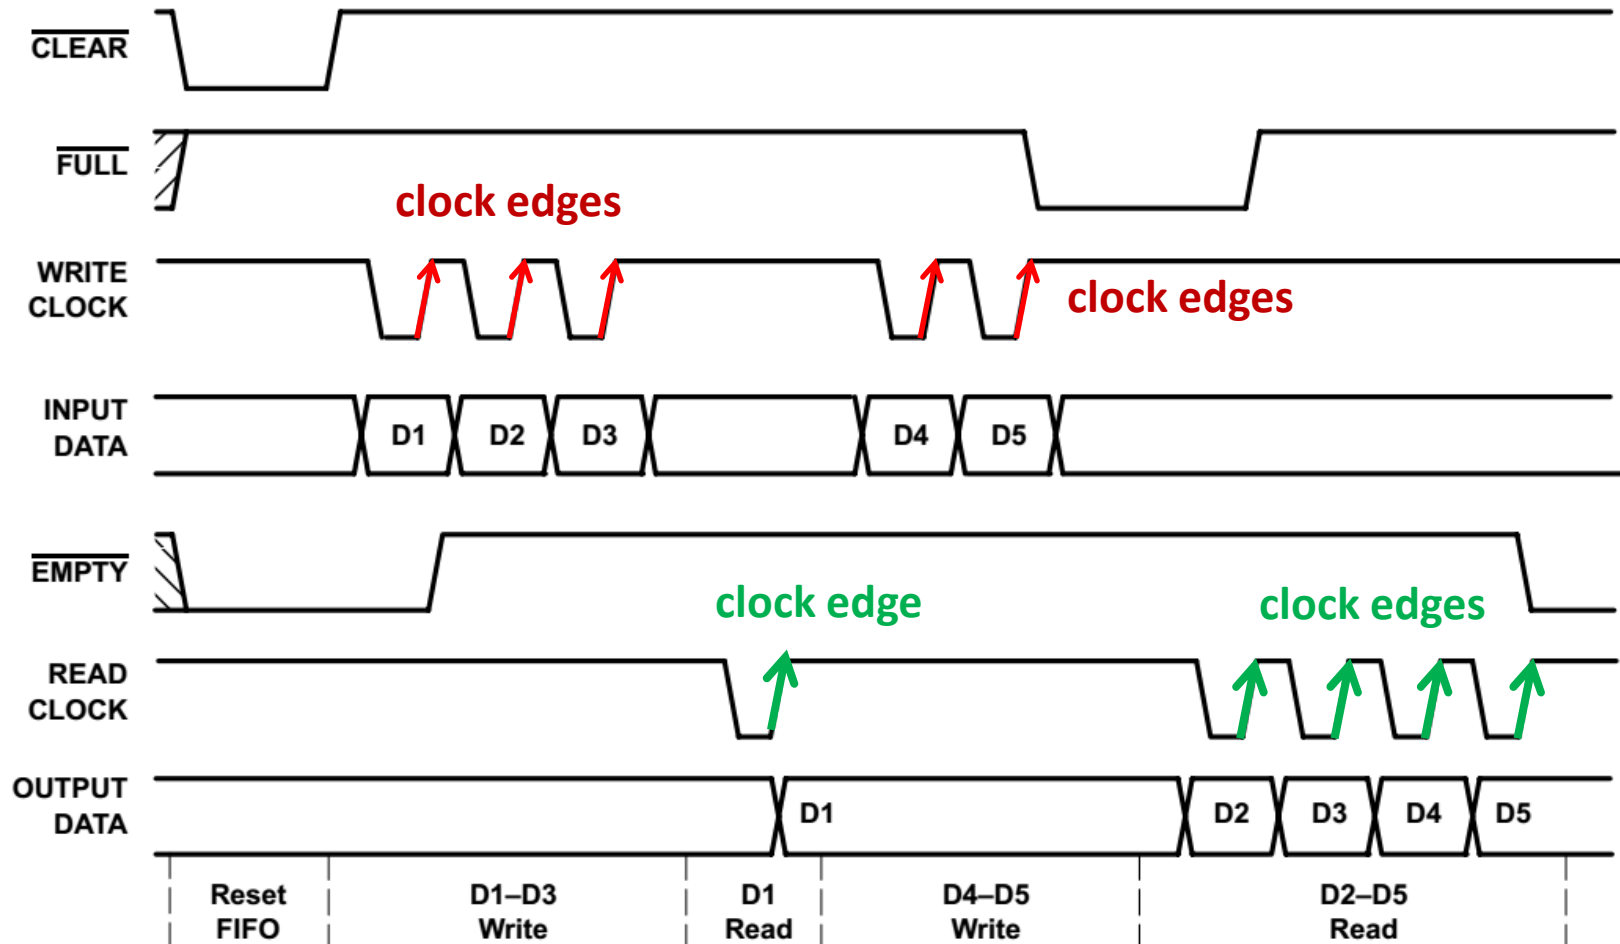 CLEAR
FULL
clock edges
WRITE
CLOCK
clock edges
INPUT
DATA
D1 D2 D3 D4 D5
EMPTY
clock edge clock edges
READ
CLOCK
OUTPUT
DATA
D1 D2 D3 D4 D5
Reset D1–D3 D1 D4–D5 D2–D5
FIFO Write Read Write Read